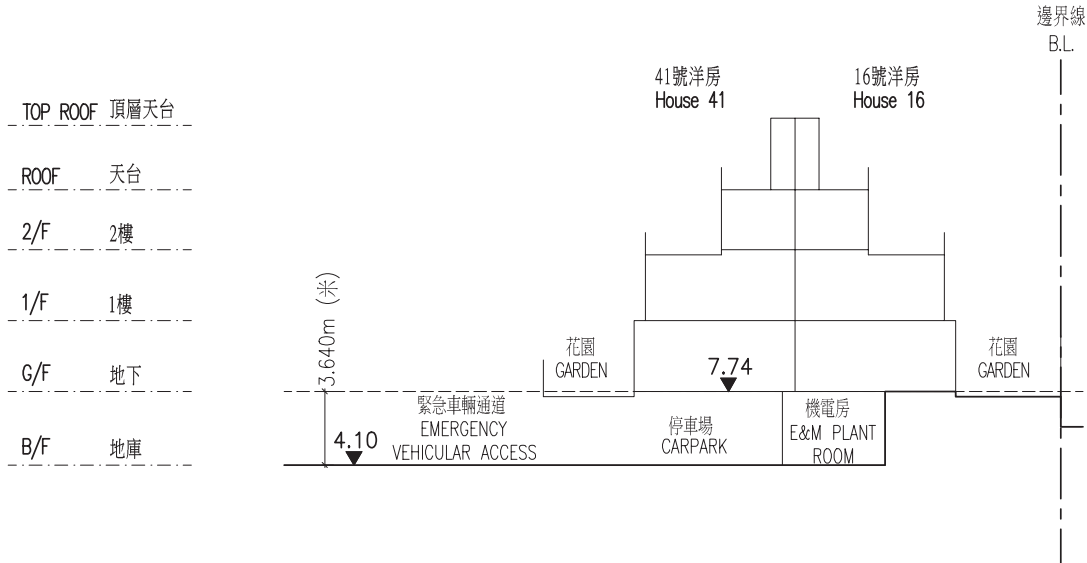 邊界線
B.L.
41號洋房
House 41
16號洋房
House 16
TOP ROOF 頂層天台
ROOF 天台
2/F 2樓
1/F 1樓
3.640m (米)
G/F 地下
花園
GARDEN
7.74
花園
GARDEN
B/F 地庫
4.10
緊急車輛通道
EMERGENCY
VEHICULAR ACCESS
停車場
CARPARK
機電房
E&M PLANT
ROOM